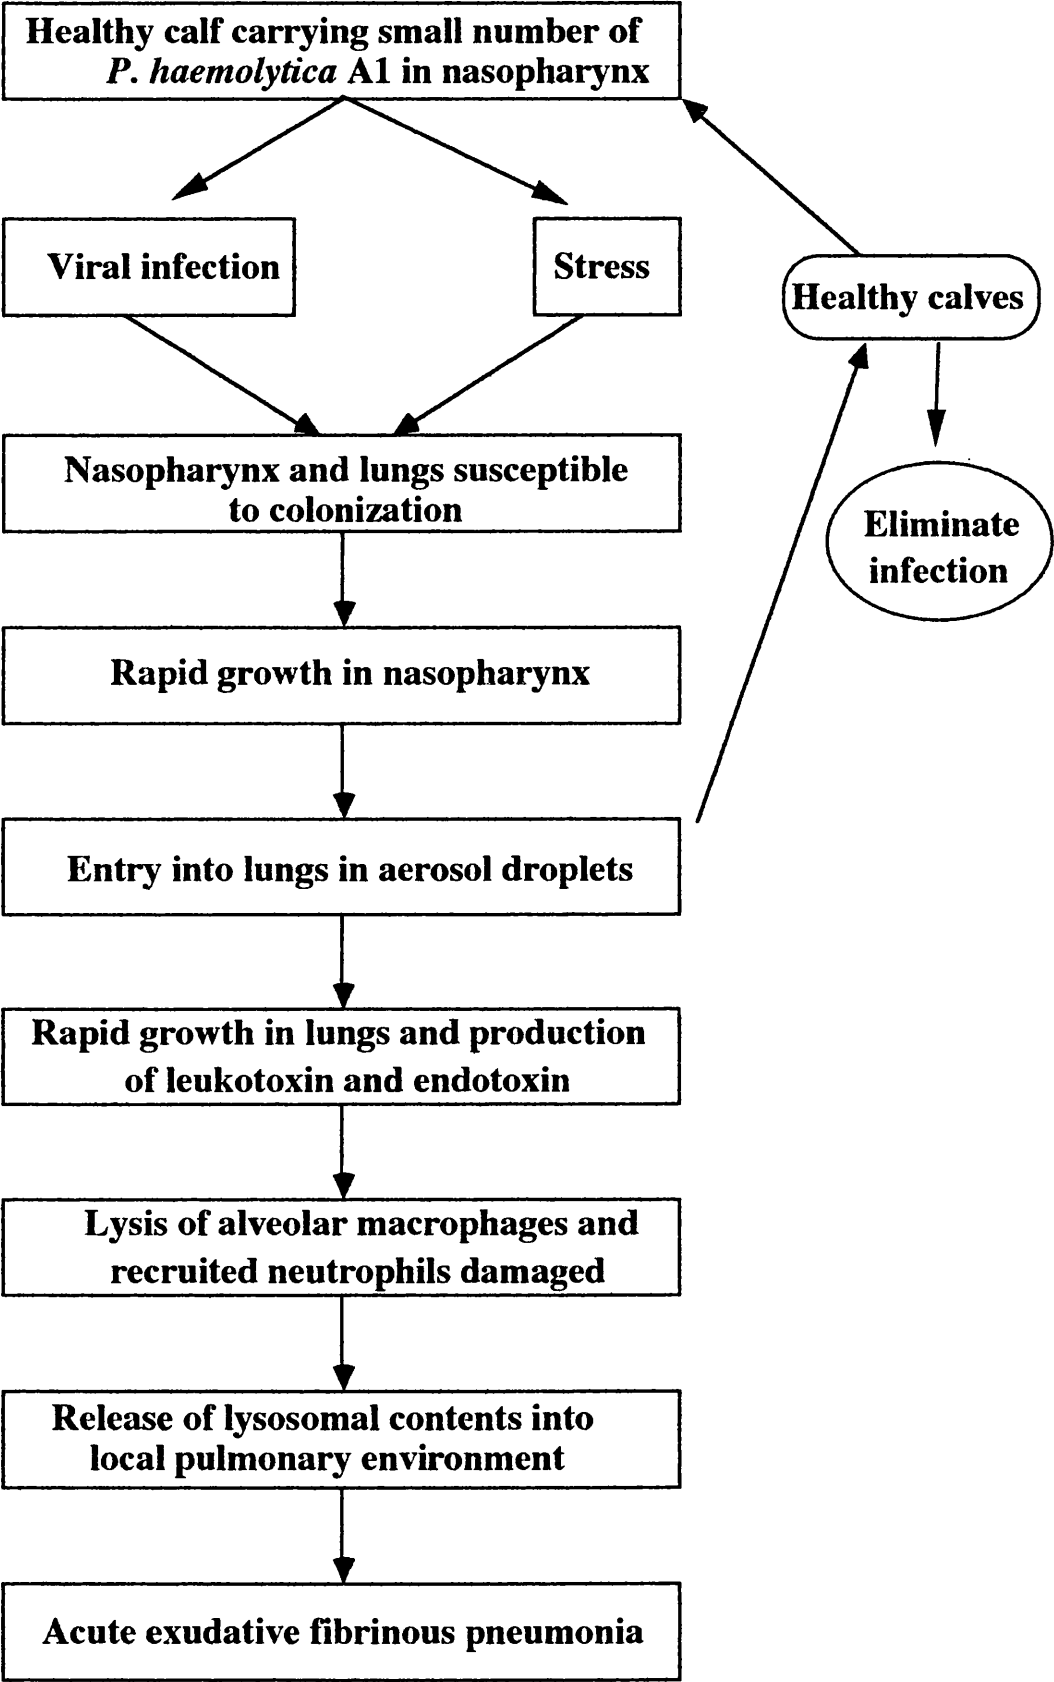 Healthy calf carrying small number of
P. haemolytica A1 in nasopharynx
Viral infection
Stress
Healthy calves
Nasopharynx and lungs susceptible
to colonization
Eliminate
infection
Rapid growth in nasopharynx
Entry into lungs in aerosol droplets
Rapid growth in lungs and production
of leukotoxin and endotoxin
Lysis of alveolar macrophages and
recruited neutrophils damaged
Release of lysosomal contents into
local pulmonary environment
Acute exudative fibrinous pneumonia